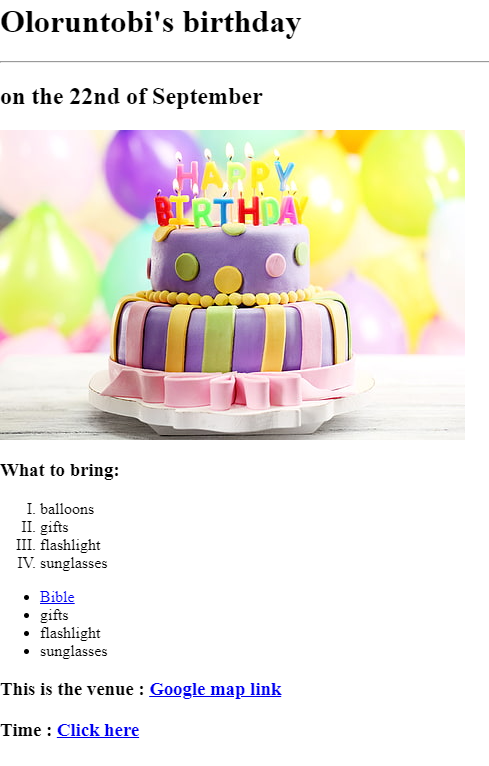 Oloruntobi's birthday
on the 22nd of September
HAPPY
BIRTHDAY
What to bring:
I. balloons
II. gifts
III. flashlight
IV. sunglasses
• Bible
• gifts
• flashlight
• sunglasses
This is the venue : Google map link
Time : Click here